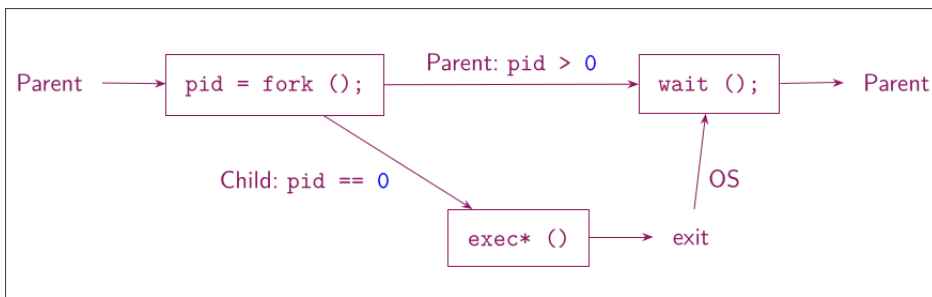 Parent
pid = fork ();
Parent: pid > 0
wait ();
Parent
Child: pid == 0
OS
exec* ()
exit